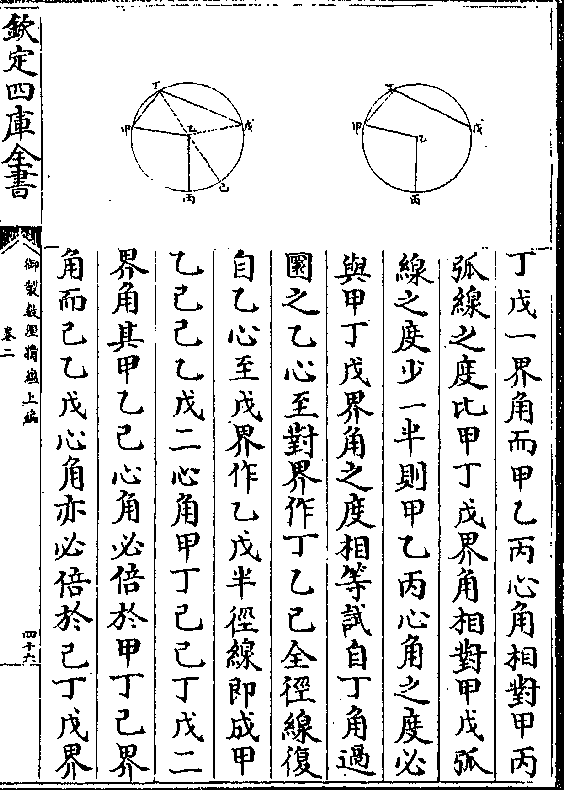 丁
戊
甲
乙
丙
丁
戊
甲
乙
丙
己
丁戊一界角而甲乙丙心角相對甲丙
弧線之度比甲丁戊界角相對甲戊弧
線之度少一半則甲乙丙心角之度必
與甲丁戊界角之度相等試自丁角過
圜之乙心至對界作丁乙己全徑線復
自乙心至戊界作乙戊半徑線即成甲
乙己己乙戊二心角甲丁己己丁戊二
界角其甲乙己心角必倍於甲丁己界
角而己乙戊心角亦必倍於己丁戊界
欽定四庫全書
御製數理精蘊上編
卷二
四十六